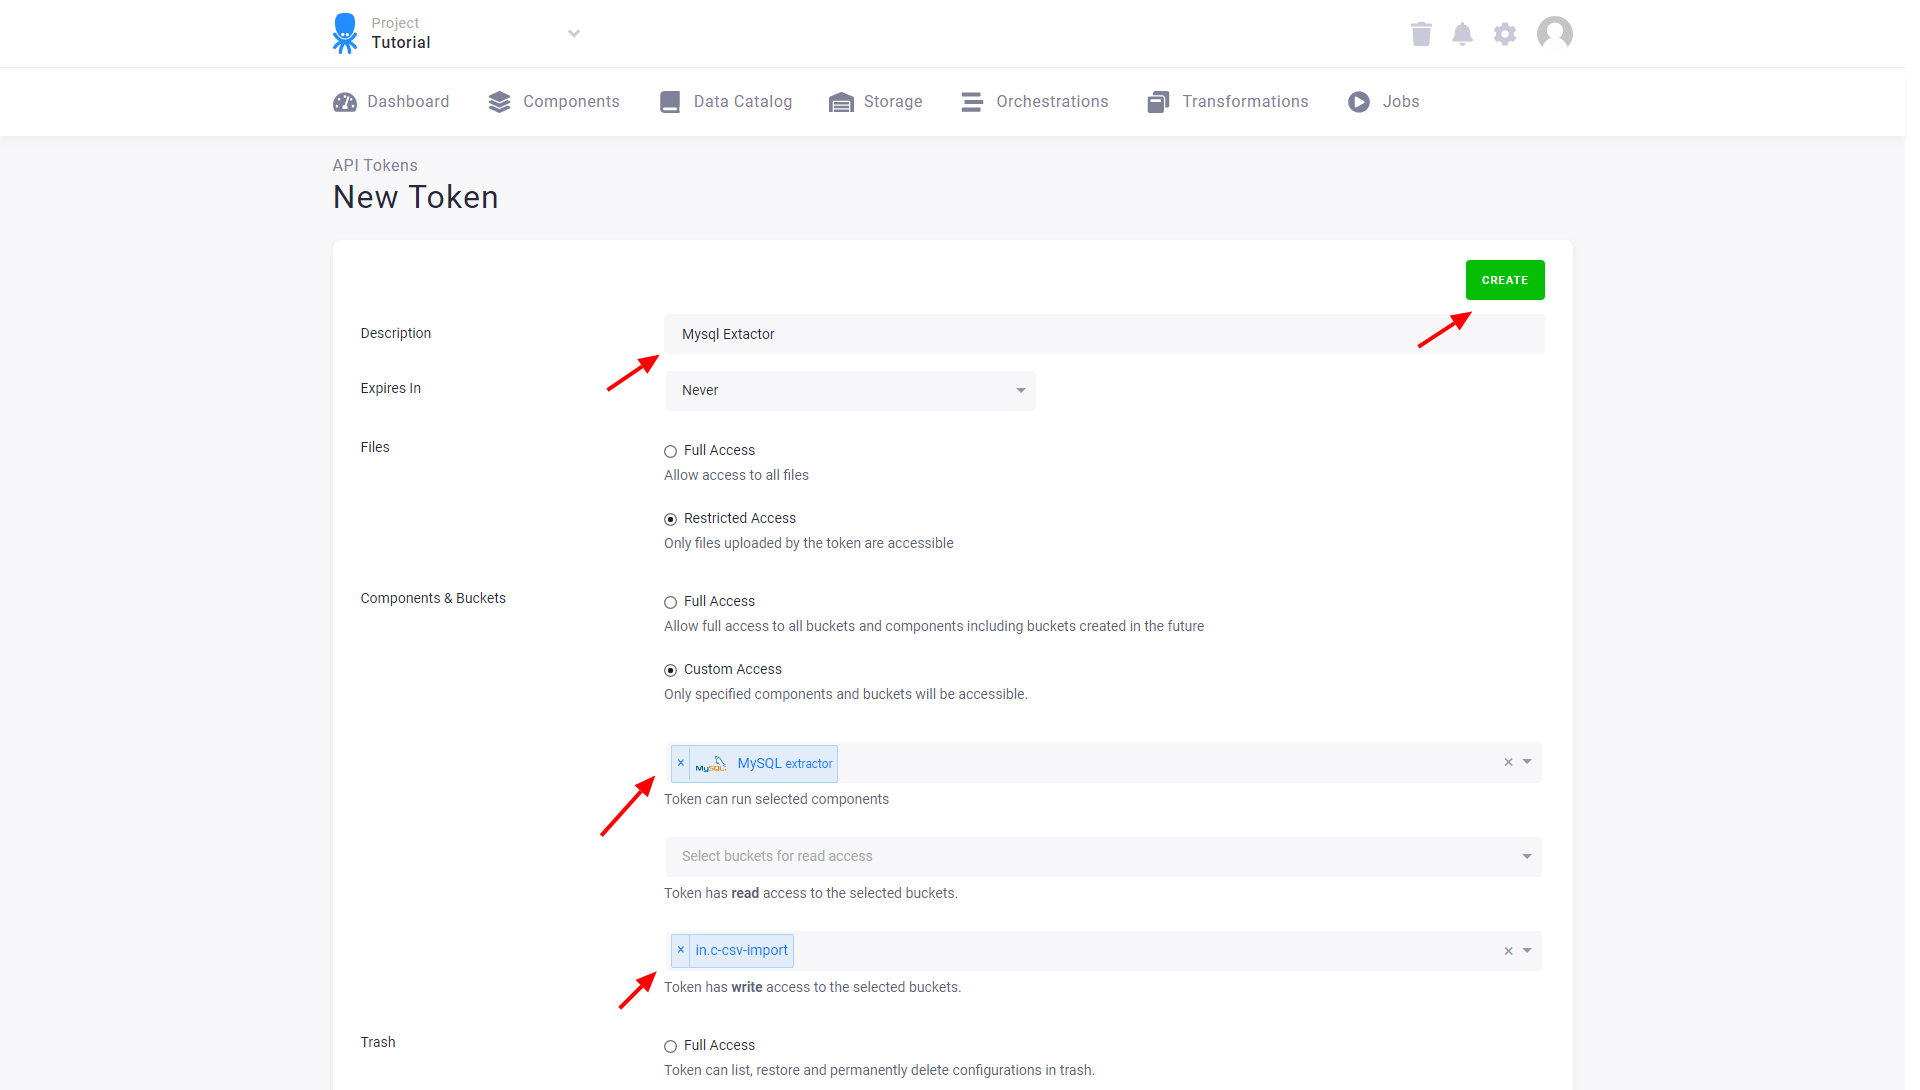 Project
Tutorial
Dashboard Components Data Catalog Storage Orchestrations Transformations Jobs
API Tokens
New Token
CREATE
Description Mysql Extactor
Expires In Never
Files Full Access
Allow access to all files
Restricted Access
Only files uploaded by the token are accessible
Components & Buckets Full Access
Allow full access to all buckets and components including buckets created in the future
Custom Access
Only specified components and buckets will be accessible.
× MySQL MySQL extractor ×
Token can run selected components
Select buckets for read access
Token has read access to the selected buckets.
× in.c-csv-import ×
Token has write access to the selected buckets.
Trash Full Access
Token can list, restore and permanently delete configurations in trash.